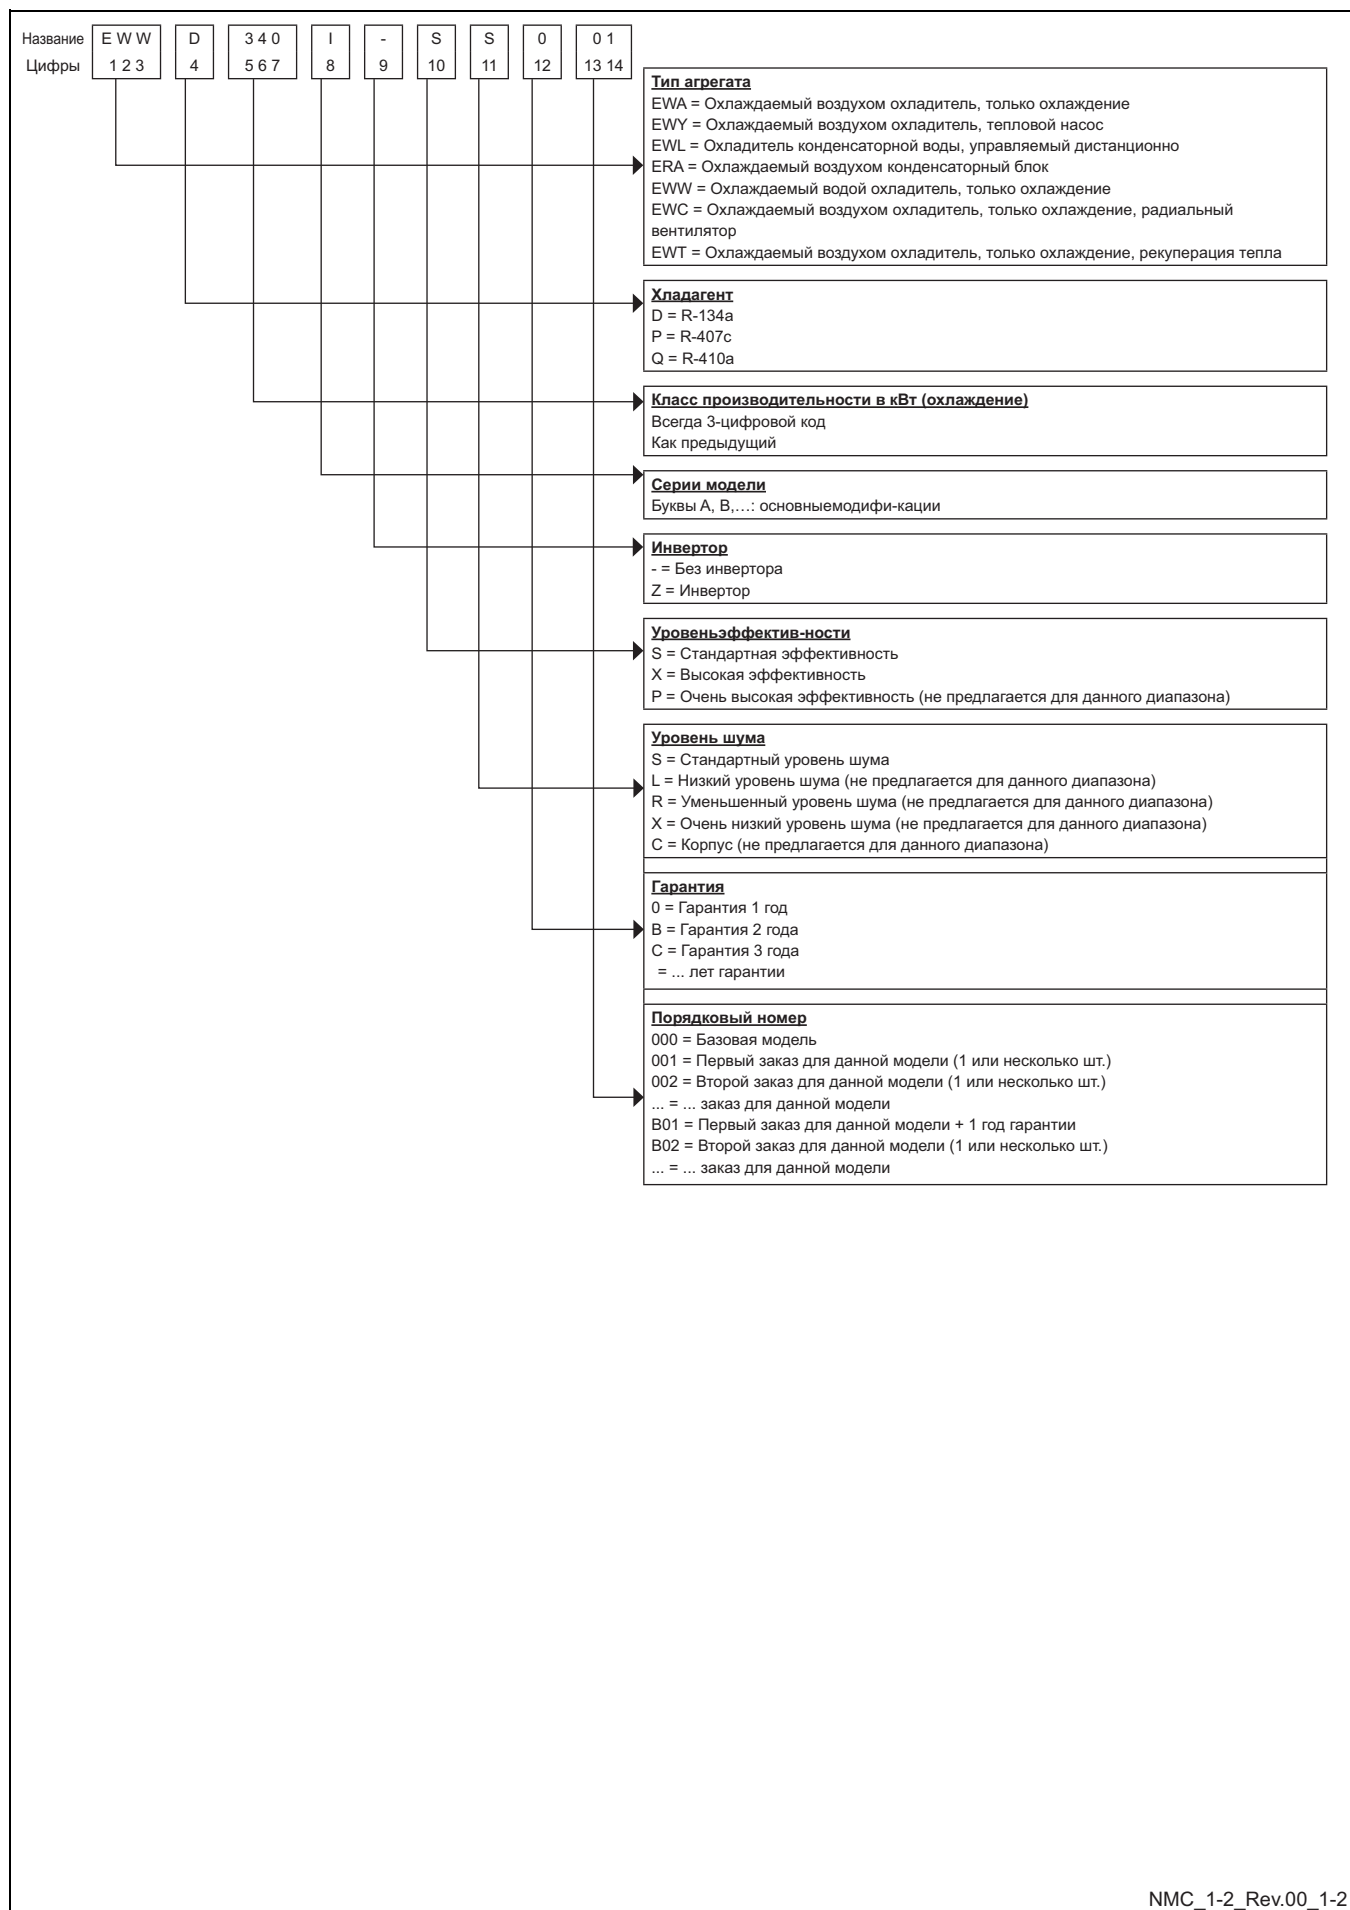 Название E W W D 3 4 0 I - S S 0 0 1
Цифры 1 2 3 4 5 6 7 8 9 10 11 12 13 14
Тип агрегата
EWA = Охлаждаемый воздухом охладитель, только охлаждение
EWY = Охлаждаемый воздухом охладитель, тепловой насос
EWL = Охладитель конденсаторной воды, управляемый дистанционно
ERA = Охлаждаемый воздухом конденсаторный блок
EWW = Охлаждаемый водой охладитель, только охлаждение
EWC = Охлаждаемый воздухом охладитель, только охлаждение, радиальный
вентилятор
EWT = Охлаждаемый воздухом охладитель, только охлаждение, рекуперация тепла
Хладагент
D = R-134a
P = R-407c
Q = R-410a
Класс производительности в кВт (охлаждение)
Всегда 3-цифровой код
Как предыдущий
Серии модели
Буквы A, B,…: основныемодифи-кации
Инвертор
- = Без инвертора
Z = Инвертор
Уровеньэффектив-ности
S = Стандартная эффективность
X = Высокая эффективность
P = Очень высокая эффективность (не предлагается для данного диапазона)
Уровень шума
S = Стандартный уровень шума
L = Низкий уровень шума (не предлагается для данного диапазона)
R = Уменьшенный уровень шума (не предлагается для данного диапазона)
X = Очень низкий уровень шума (не предлагается для данного диапазона)
C = Корпус (не предлагается для данного диапазона)
Гарантия
0 = Гарантия 1 год
B = Гарантия 2 года
C = Гарантия 3 года
= ... лет гарантии
Порядковый номер
000 = Базовая модель
001 = Первый заказ для данной модели (1 или несколько шт.)
002 = Второй заказ для данной модели (1 или несколько шт.)
... = ... заказ для данной модели
B01 = Первый заказ для данной модели + 1 год гарантии
B02 = Второй заказ для данной модели (1 или несколько шт.)
... = ... заказ для данной модели
NMC_1-2_Rev.00_1-2